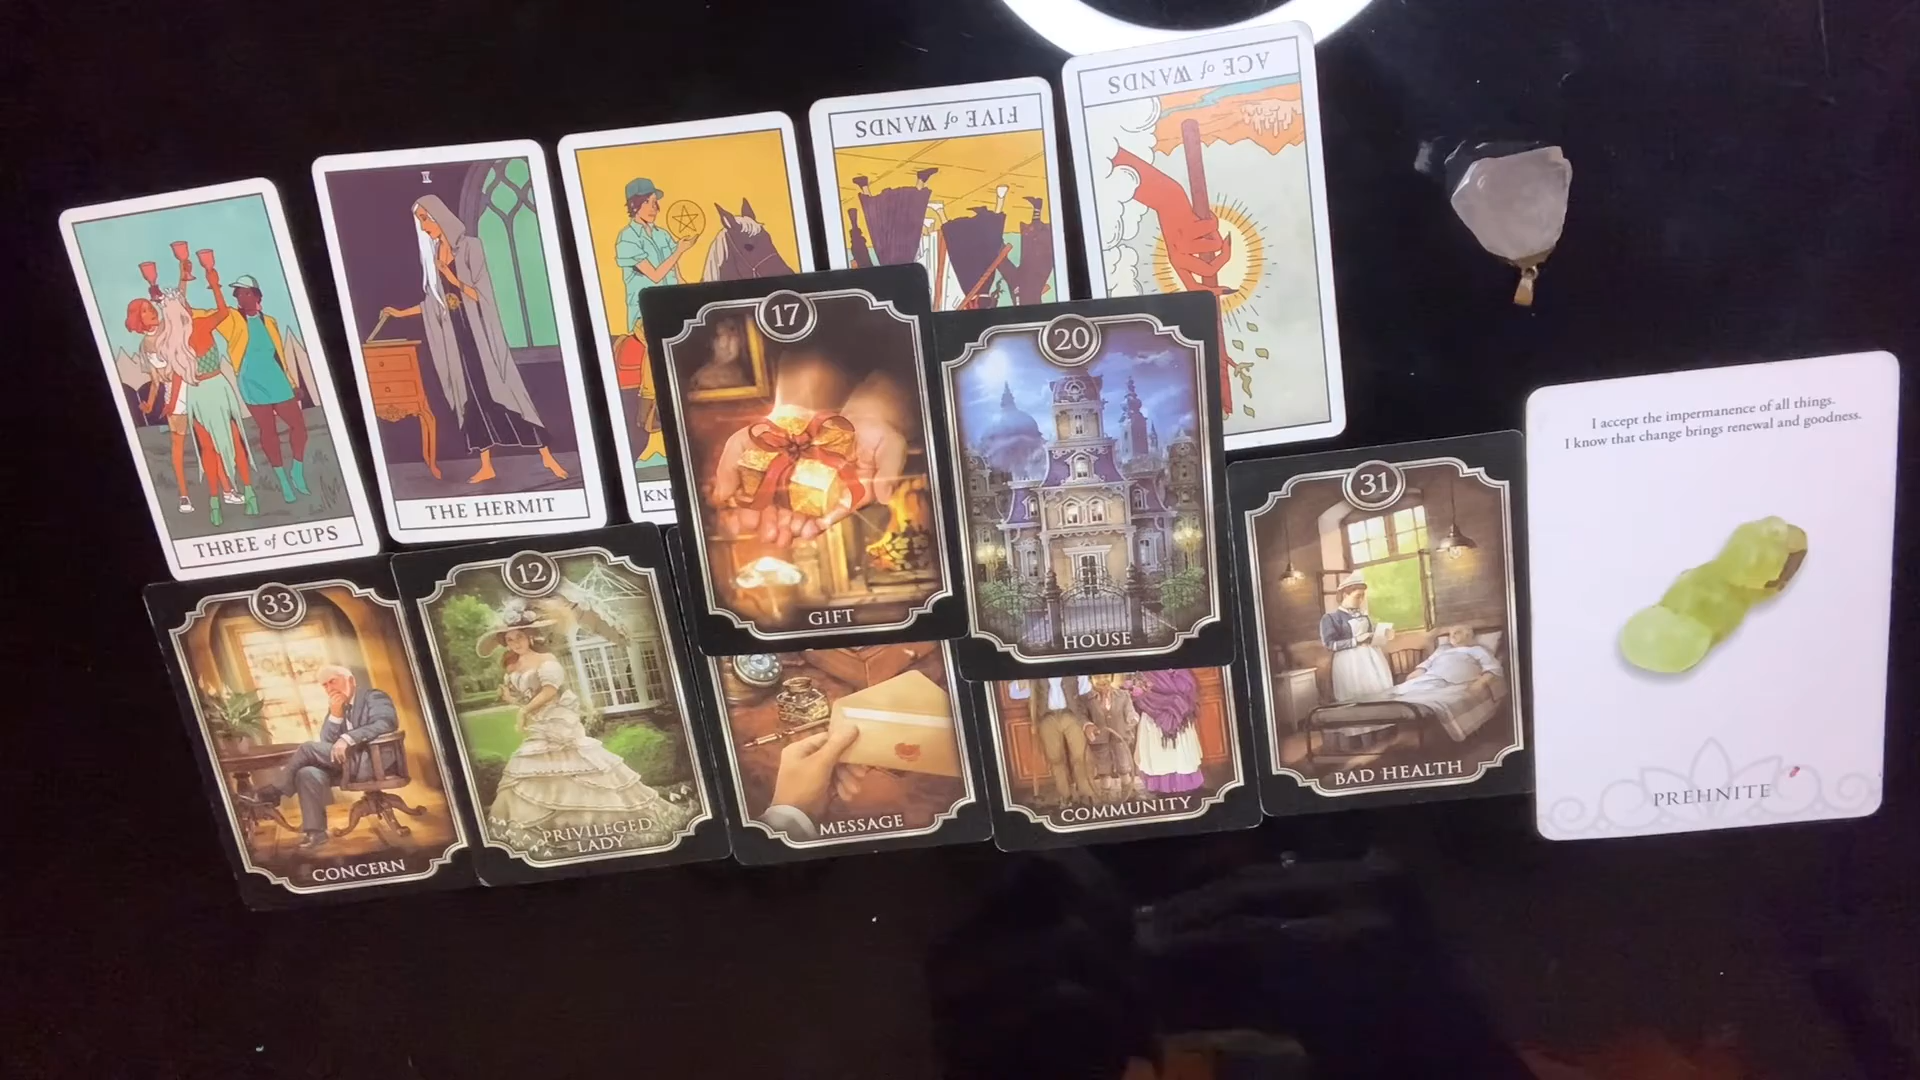 ACE of WANDS
FIVE of WANDS
II
THE HERMIT
THREE of CUPS
KNI
17
GIFT
20
HOUSE
33
CONCERN
12
PRIVILEGED
LADY
MESSAGE
COMMUNITY
31
BAD HEALTH
I accept the impermanence of all things.
I know that change brings renewal and goodness.
PREHNITE